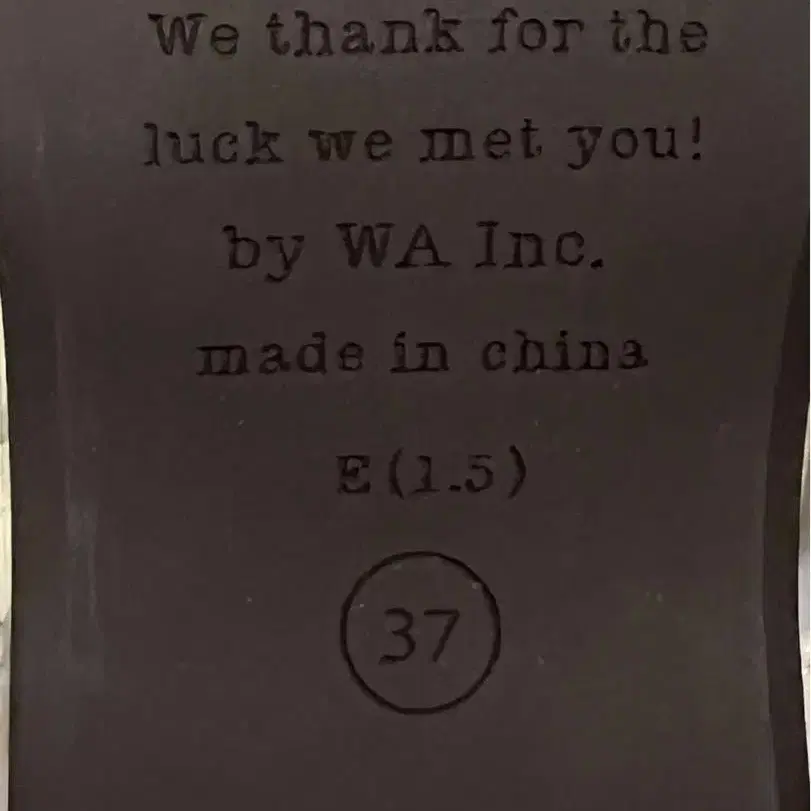 We thank for the
luck we met you!
by WA Inc.
made in china
E(1.5)
37